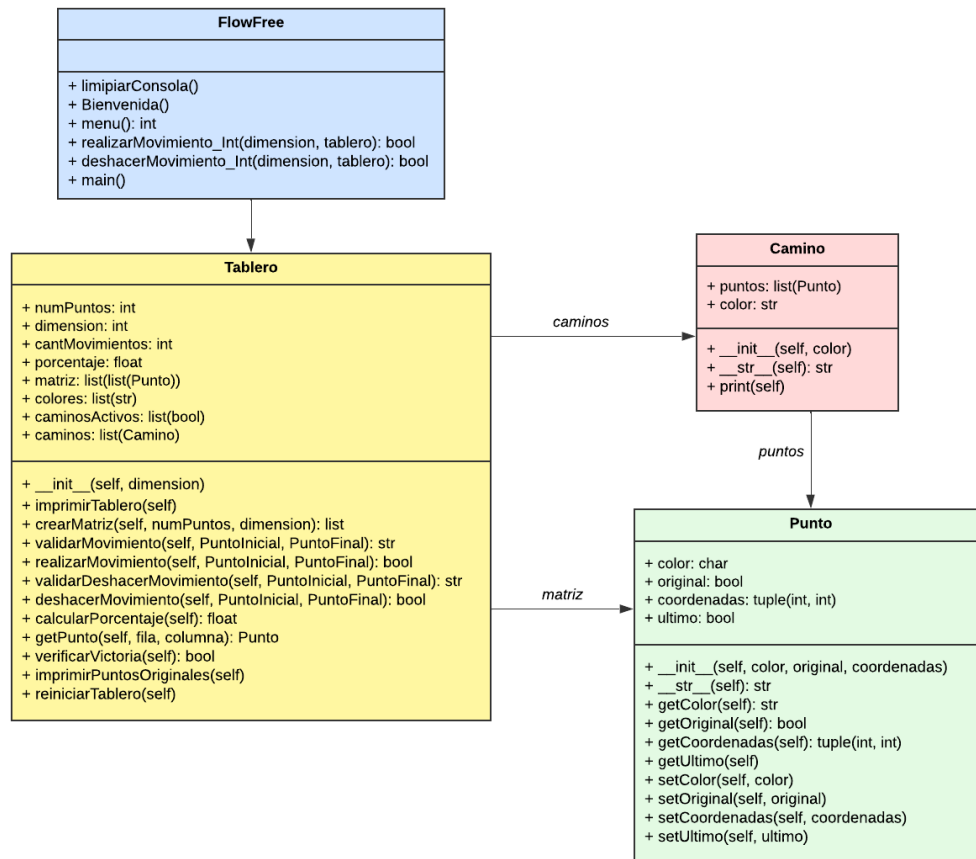 FlowFree
+ limipiarConsola()
+ Bienvenida()
+ menu(): int
+ realizarMovimiento_Int(dimension, tablero): bool
+ deshacerMovimiento_Int(dimension, tablero): bool
+ main()
Tablero
+ numPuntos: int
+ dimension: int
+ cantMovimientos: int
+ porcentaje: float
+ matriz: list(list(Punto))
+ colores: list(str)
+ caminosActivos: list(bool)
+ caminos: list(Camino)
+ __init__(self, dimension)
+ imprimirTablero(self)
+ crearMatriz(self, numPuntos, dimension): list
+ validarMovimiento(self, PuntoInicial, PuntoFinal): str
+ realizarMovimiento(self, PuntoInicial, PuntoFinal): bool
+ validarDeshacerMovimiento(self, PuntoInicial, PuntoFinal): str
+ deshacerMovimiento(self, PuntoInicial, PuntoFinal): bool
+ calcularPorcentaje(self): float
+ getPunto(self, fila, columna): Punto
+ verificarVictoria(self): bool
+ imprimirPuntosOriginales(self)
+ reiniciarTablero(self)
caminos
Camino
+ puntos: list(Punto)
+ color: str
+ __init__(self, color)
+ __str__(self): str
+ print(self)
puntos
matriz
Punto
+ color: char
+ original: bool
+ coordenadas: tuple(int, int)
+ ultimo: bool
+ __init__(self, color, original, coordenadas)
+ __str__(self): str
+ getColor(self): str
+ getOriginal(self): bool
+ getCoordenadas(self): tuple(int, int)
+ getUltimo(self)
+ setColor(self, color)
+ setOriginal(self, original)
+ setCoordenadas(self, coordenadas)
+ setUltimo(self, ultimo)